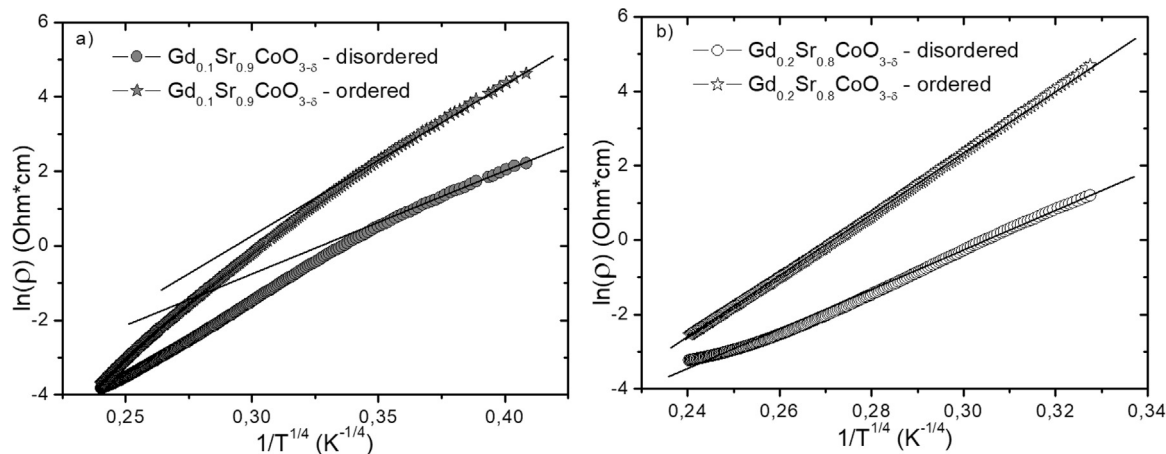 a)
Gd0.1Sr0.9CoO3-δ - disordered
Gd0.1Sr0.9CoO3-δ - ordered
ln(ρ) (Ohm*cm)
6
4
2
0
-2
-4
0,25
0,30
0,35
0,40
1/T^1/4 (K^-1/4)
b)
Gd0.2Sr0.8CoO3-δ - disordered
Gd0.2Sr0.8CoO3-δ - ordered
ln(ρ) (Ohm*cm)
6
4
2
0
-2
-4
0,24
0,26
0,28
0,30
0,32
0,34
1/T^1/4 (K^-1/4)